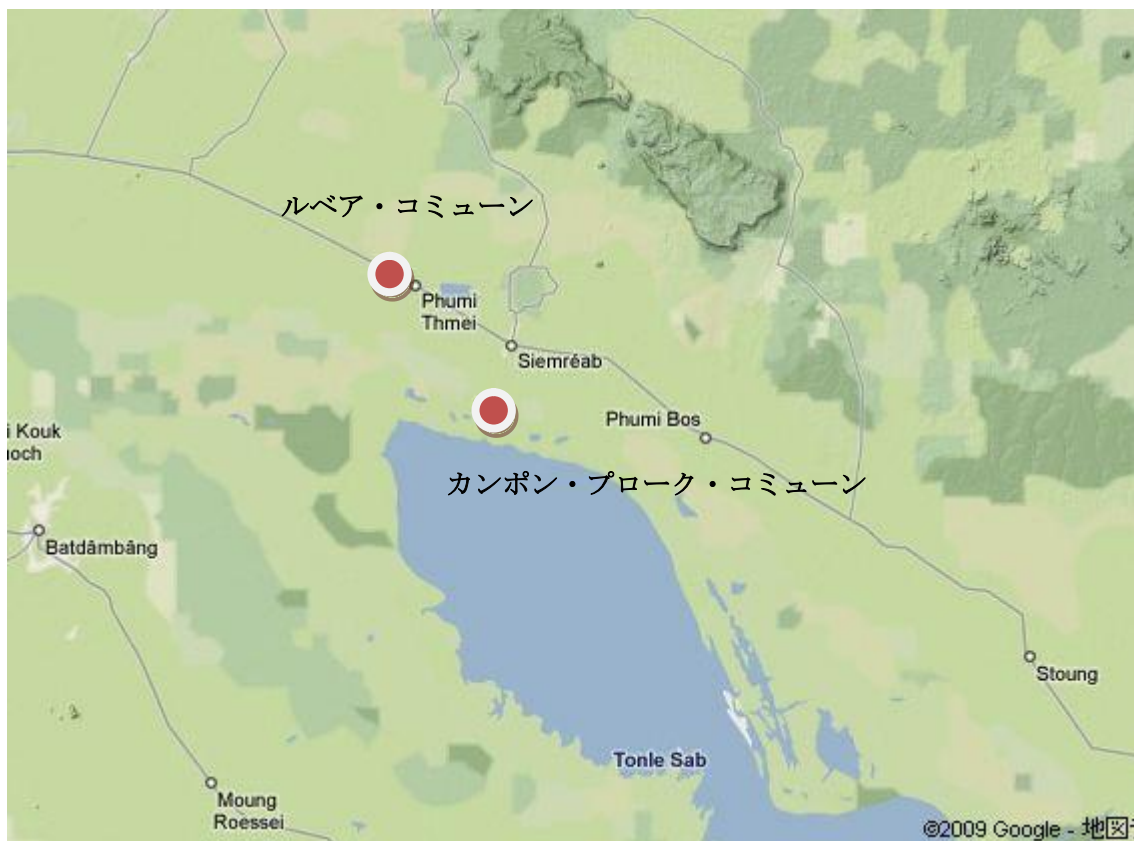 ルベア・コミューン
Phumi
Thmei
Siemréab
Phumi Bos
i Kouk
noch
カンポン・プローク・コミューン
Batdâmbâng
Stoung
Tonle Sab
Moung
Roessei
©2009 Google - 地図